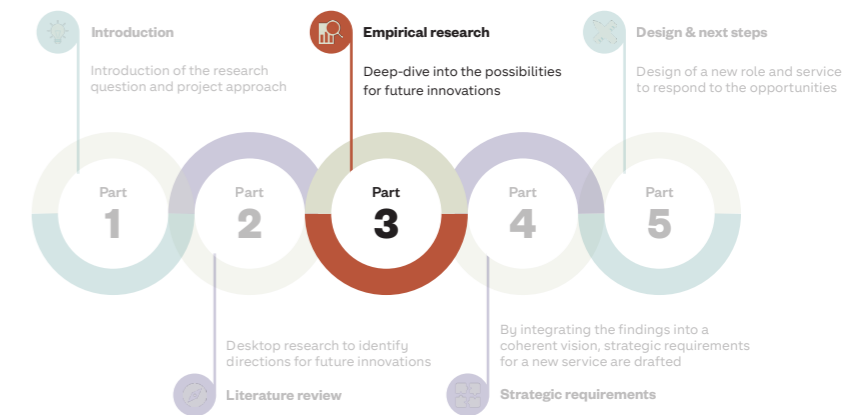 Introduction
Introduction of the research
question and project approach
Empirical research
Deep-dive into the possibilities
for future innovations
Design & next steps
Design of a new role and service
to respond to the opportunities
Part
1
Part
2
Part
3
Part
4
Part
5
Desktop research to identify
directions for future innovations
Literature review
By integrating the findings into a
coherent vision, strategic requirements
for a new service are drafted
Strategic requirements